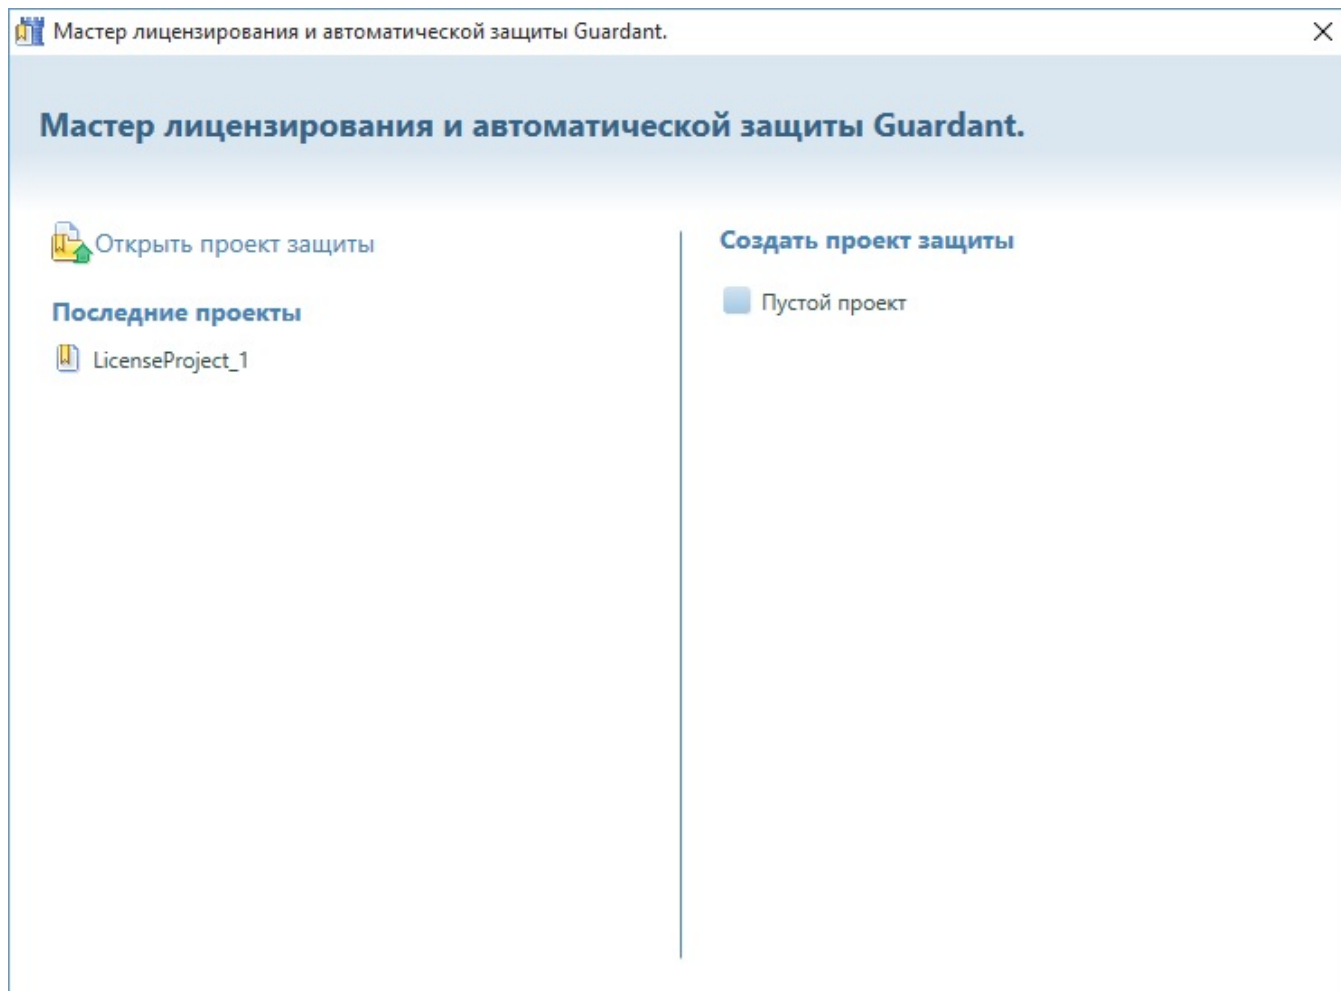 Мастер лицензирования и автоматической защиты Guardant.
Мастер лицензирования и автоматической защиты Guardant.
Открыть проект защиты
Последние проекты
LicenseProject_1
Создать проект защиты
Пустой проект